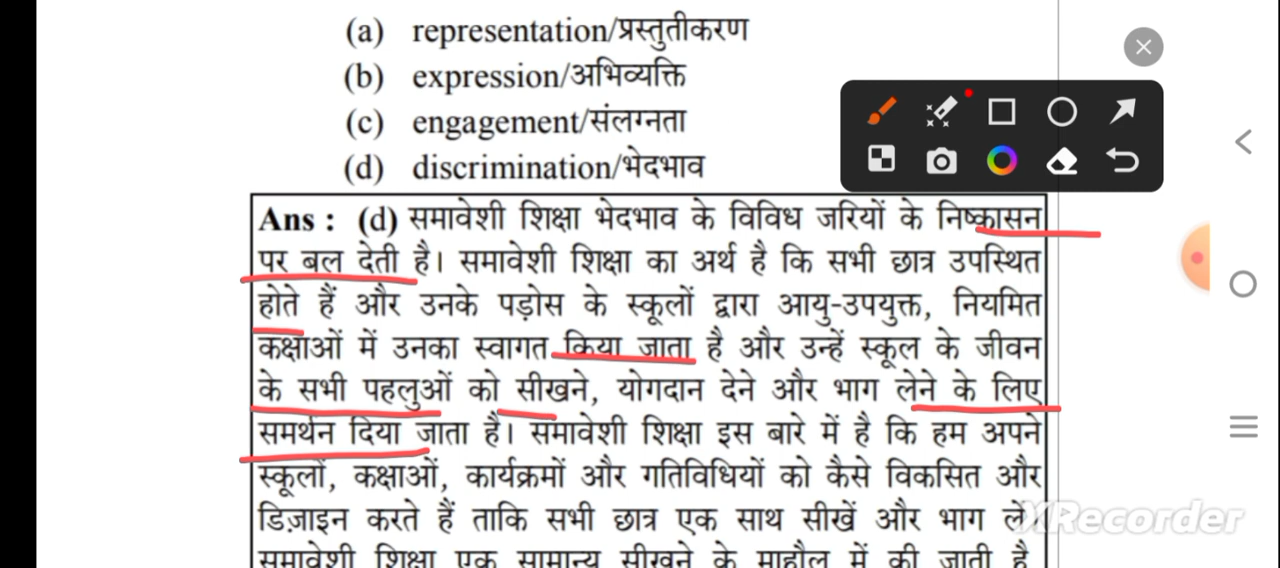 (a) representation/प्रस्तुतीकरण
(b) expression/अभिव्यक्ति
(c) engagement/संलग्नता
(d) discrimination/भेदभाव
Ans : (d) समावेशी शिक्षा भेदभाव के विविध जरियों के निष्कासन
पर बल देती है। समावेशी शिक्षा का अर्थ है कि सभी छात्र उपस्थित
होते हैं और उनके पड़ोस के स्कूलों द्वारा आयु-उपयुक्त, नियमित
कक्षाओं में उनका स्वागत किया जाता है और उन्हें स्कूल के जीवन
के सभी पहलुओं को सीखने, योगदान देने और भाग लेने के लिए
समर्थन दिया जाता है। समावेशी शिक्षा इस बारे में है कि हम अपने
स्कूलों, कक्षाओं, कार्यक्रमों और गतिविधियों को कैसे विकसित और
डिज़ाइन करते हैं ताकि सभी छात्र एक साथ सीखें और भाग लें
XRecorder
समावेशी शिक्षा एक सामान्य सीखने के माहौल में की जाती है